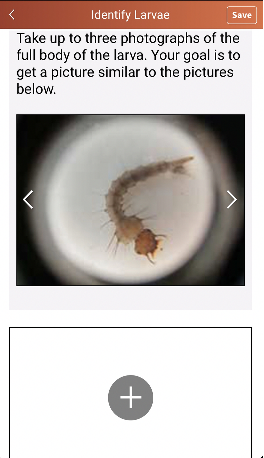 Identify Larvae
Save
Take up to three photographs of the
full body of the larva. Your goal is to
get a picture similar to the pictures
below.